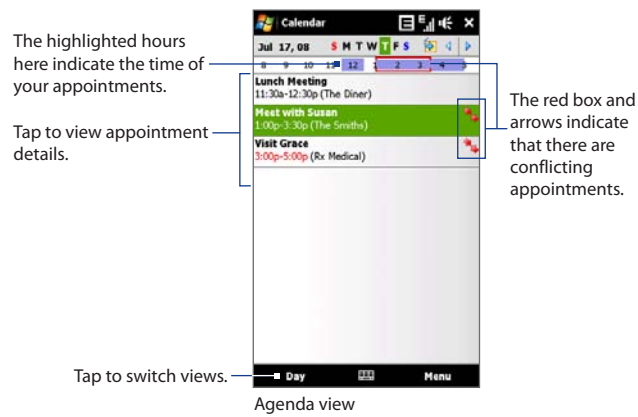 Calendar
Jul 17, 08 S M T W T F S
8 9 10 11 12 1 2 3 4 5
Lunch Meeting
11:30a-12:30p (The Diner)
Meet with Susan
1:00p-3:30p (The Smiths)
Visit Grace
3:00p-5:00p (Rx Medical)
Day Menu
The highlighted hours
here indicate the time of
your appointments.
Tap to view appointment
details.
Tap to switch views.
The red box and
arrows indicate
that there are
conflicting
appointments.
Agenda view